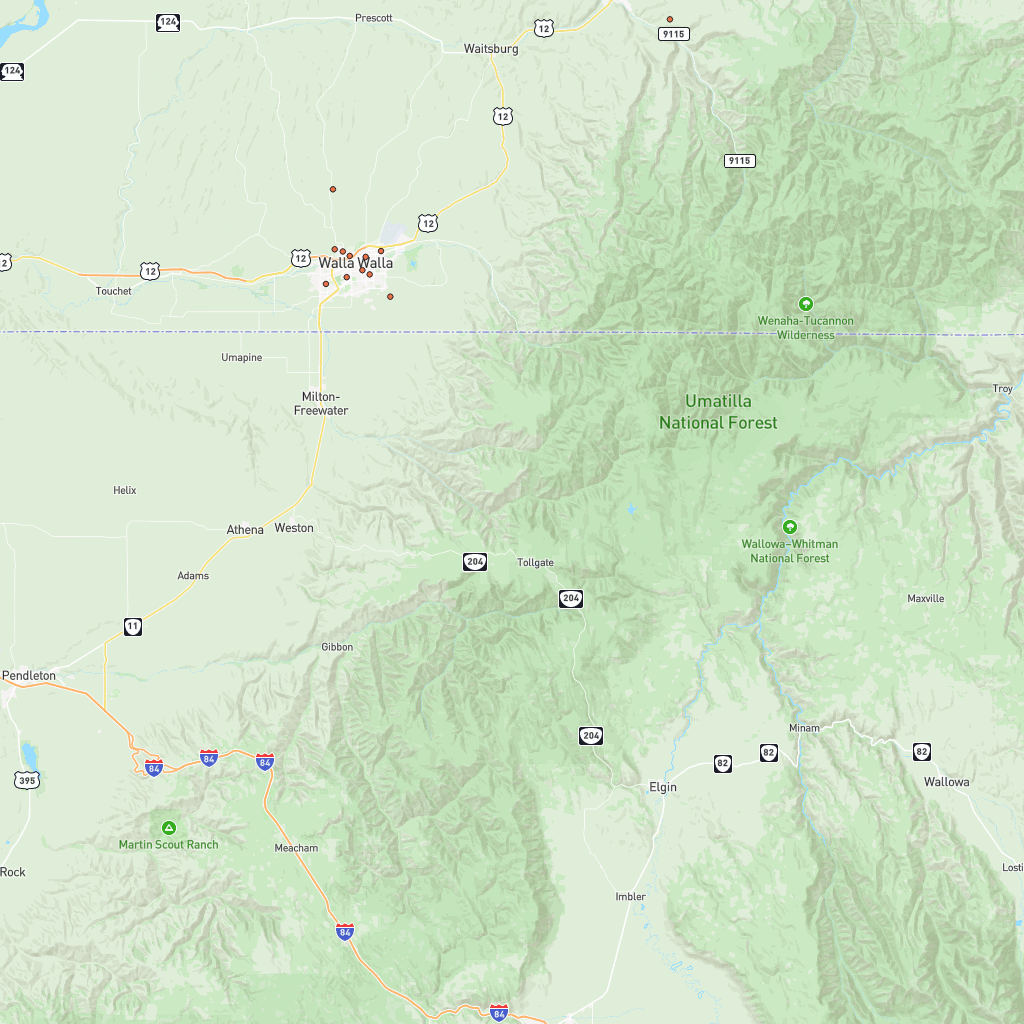 124
Prescott
12
9115
Waitsburg
124
12
9115
12
12
12
12
Walla Walla
Touchet
Wenaha-Tucannon
Wilderness
Umapine
Milton-
Freewater
Troy
Umatilla
National Forest
Helix
Athena
Weston
Wallowa-Whitman
National Forest
204
Tollgate
Adams
204
Maxville
11
Gibbon
Pendleton
Minam
204
84
84
84
82
82
82
395
Elgin
Wallowa
Martin Scout Ranch
Meacham
Rock
Losti
Imbler
84
84